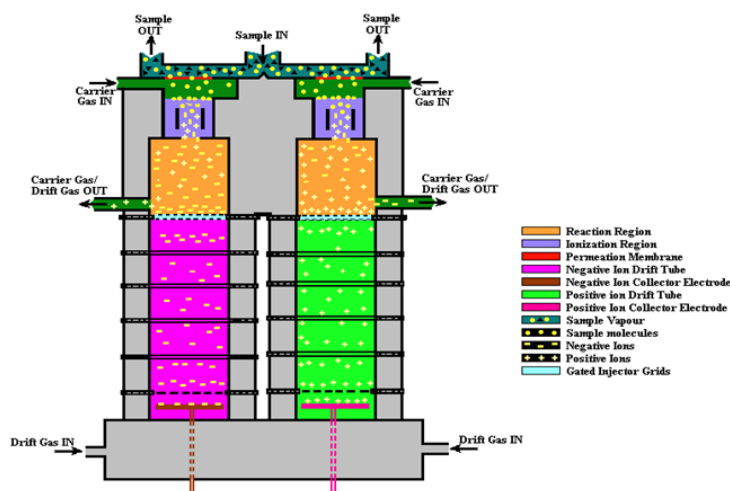 Sample
OUT
Sample IN
Sample
OUT
Carrier
Gas IN
Carrier
Gas IN
Carrier Gas/
Drift Gas OUT
Carrier Gas/
Drift Gas OUT
Reaction Region
Ionization Region
Permeation Membrane
Negative Ion Drift Tube
Negative Ion Collector Electrode
Positive ion Drift Tube
Positive Ion Collector Electrode
Sample Vapour
Sample molecules
Negative Ions
Positive Ions
Gated Injector Grids
Drift Gas IN
Drift Gas IN